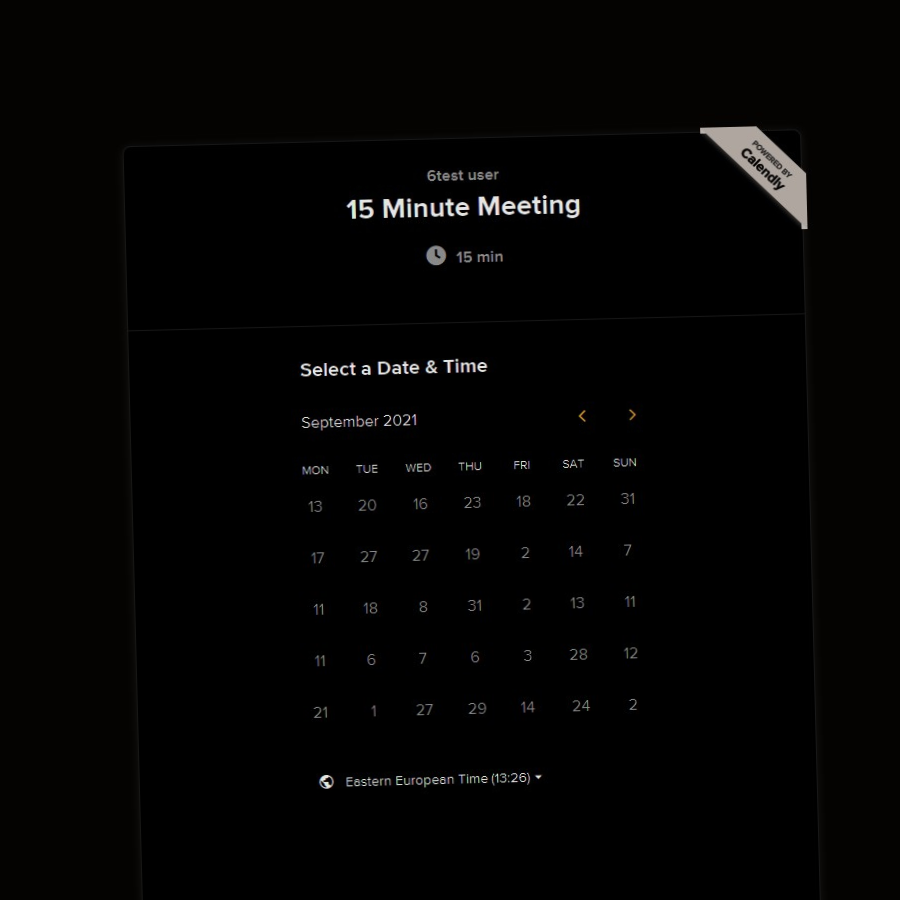 POWERED BY
Calendly
6test user
15 Minute Meeting
15 min
Select a Date & Time
September 2021
MON TUE WED THU FRI SAT SUN
13 20 16 23 18 22 31
17 27 27 19 2 14 7
11 18 8 31 2 13 11
11 6 7 6 3 28 12
21 1 27 29 14 24 2
Eastern European Time (13:26)